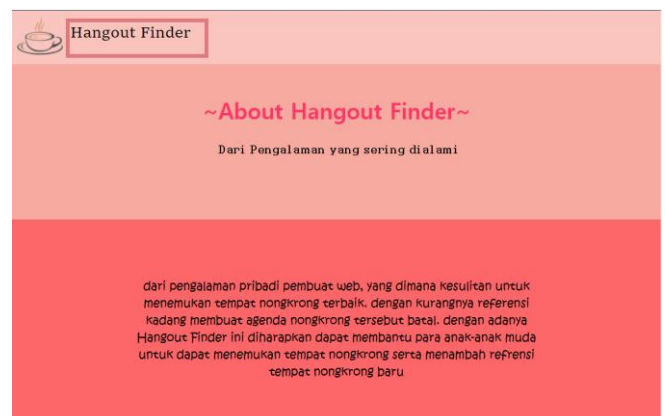 Hangout Finder
~About Hangout Finder~
Dari Pengalaman yang sering dialami
dari pengalaman pribadi pembuat web, yang dimana kesulitan untuk
menemukan tempat nongkrong terbaik. dengan kurangnya referensi
kadang membuat agenda nongkrong tersebut batal. dengan adanya
Hangout Finder ini diharapkan dapat membantu para anak-anak muda
untuk dapat menemukan tempat nongkrong serta menambah refrensi
tempat nongkrong baru